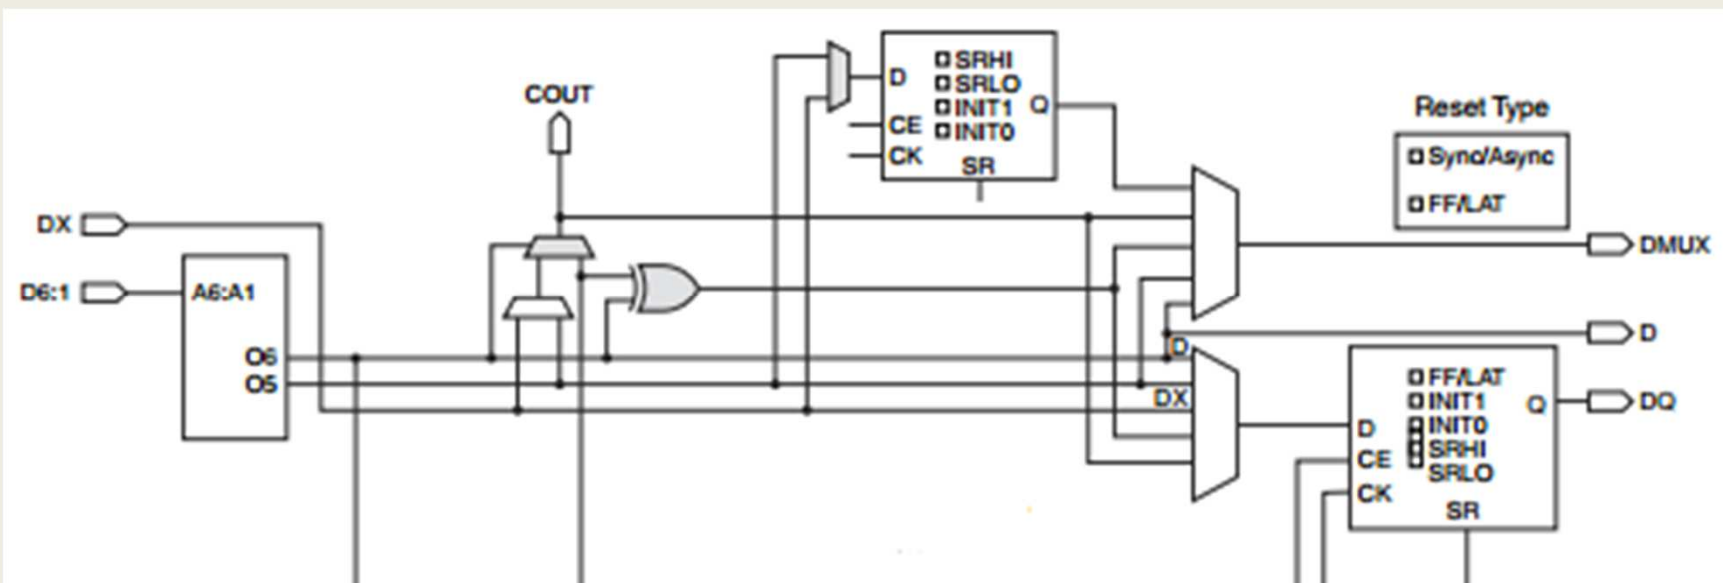 COUT
DX
D6:1
A6:A1
O6
O5
D
CE
CK
SRHI
SRLO
INIT1
INIT0
Q
SR
Reset Type
Sync/Async
FF/LAT
DMUX
D
D
DX
D
CE
CK
FF/LAT
INIT1
INIT0
SRHI
SRLO
Q
SR
DQ